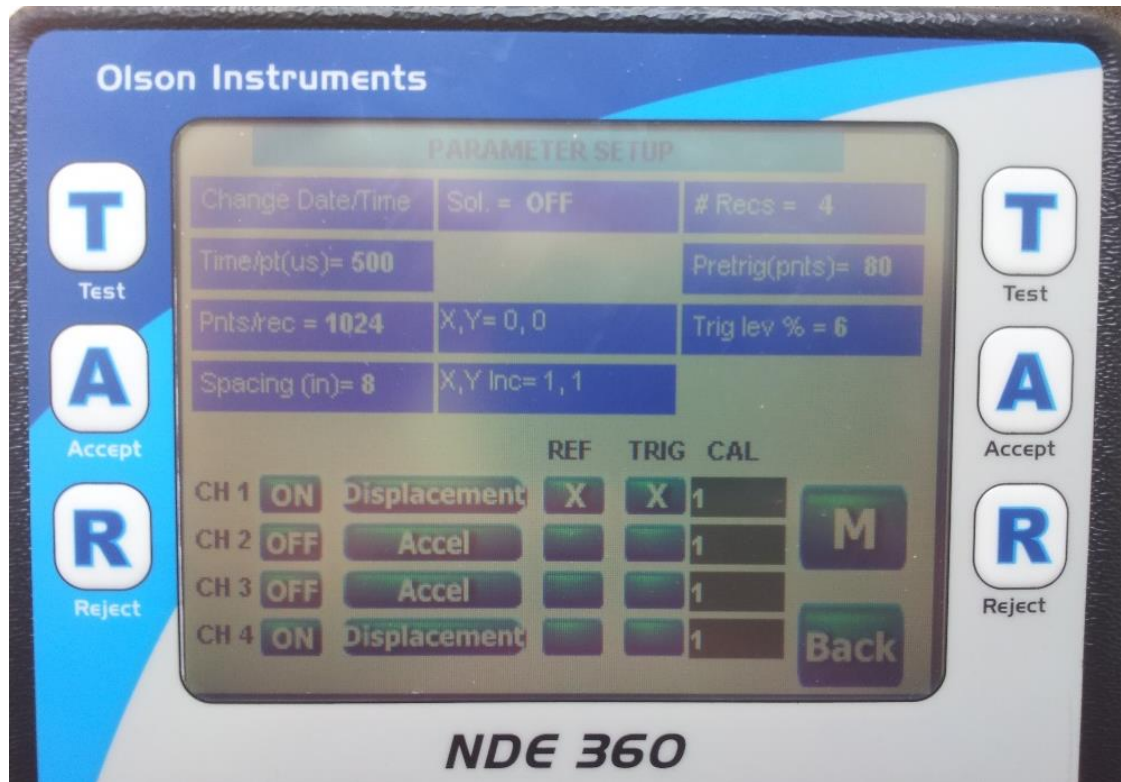 Olson Instruments
PARAMETER SETUP
Change Date/Time Sol. = OFF # Recs = 4
Time/pt(us)= 500 Pretrig(pnts)= 80
Pnts/rec = 1024 X,Y= 0, 0 Trig lev % = 6
Spacing (in)= 8 X,Y Inc= 1, 1
REF TRIG CAL
CH 1 ON Displacement X X 1
CH 2 OFF Accel 1
CH 3 OFF Accel 1
CH 4 ON Displacement 1
M
Back
T
Test
A
Accept
R
Reject
T
Test
A
Accept
R
Reject
NDE 360